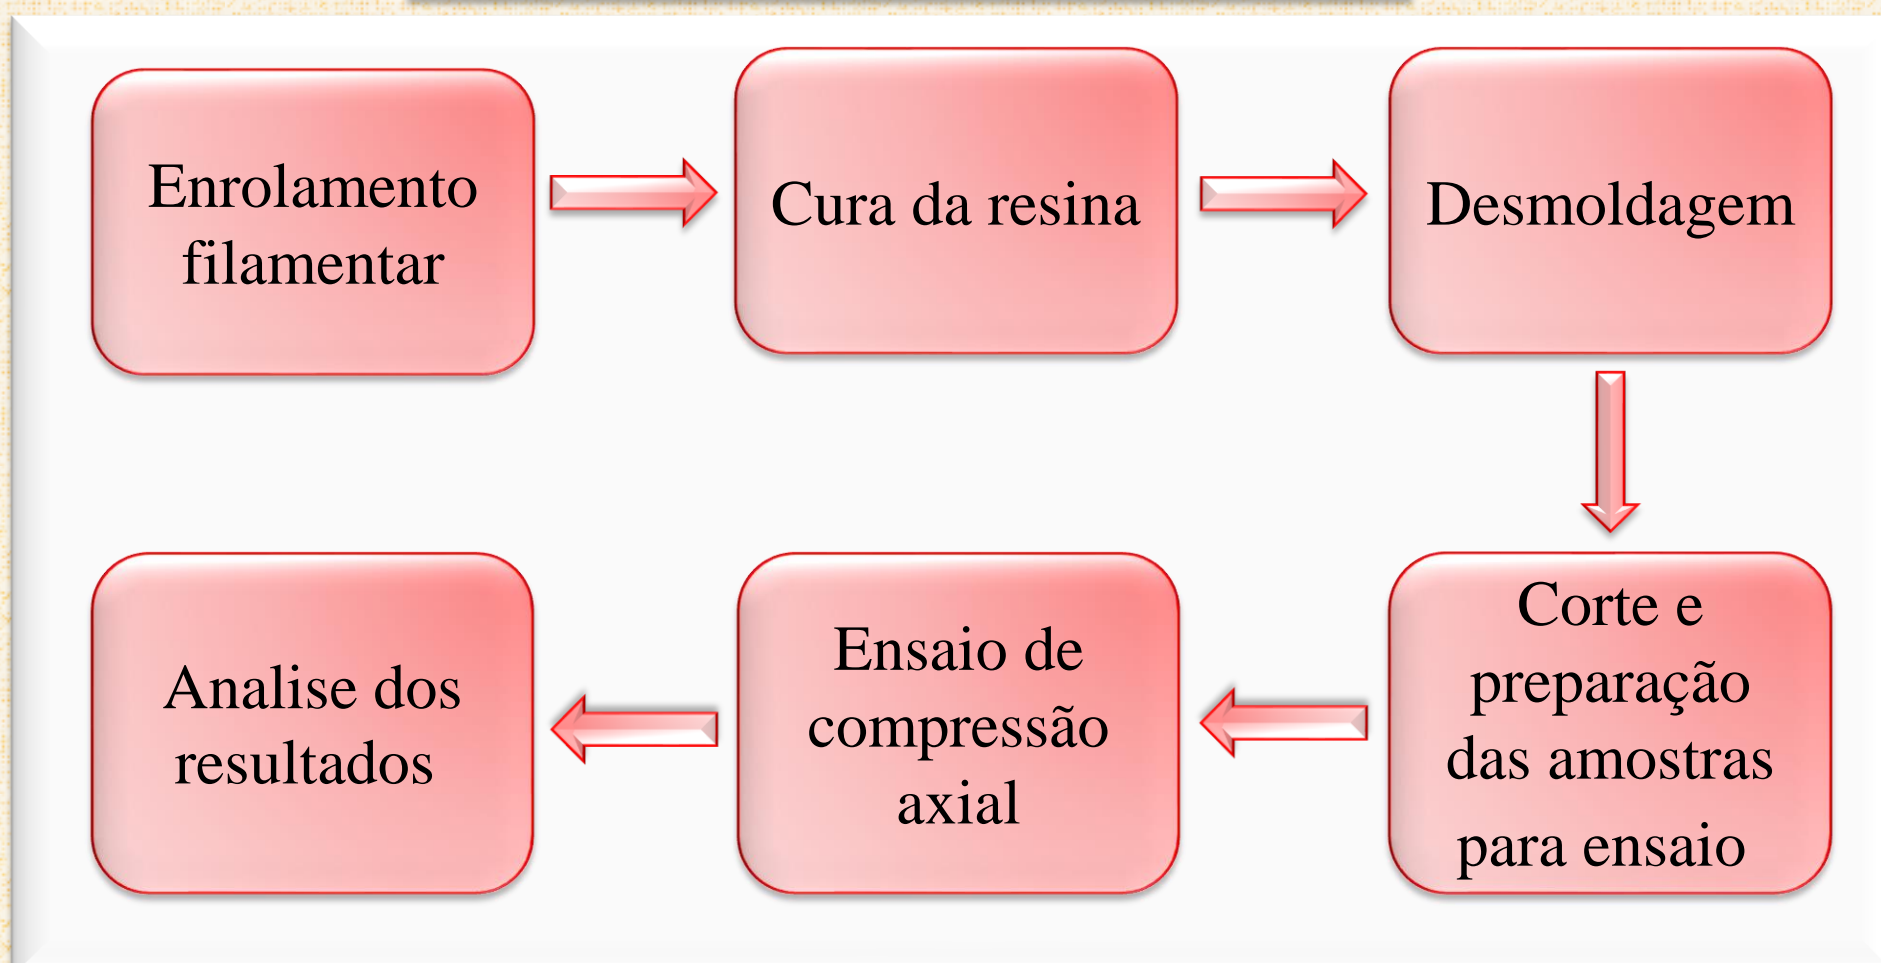 Enrolamento
filamentar
Cura da resina
Desmoldagem
Corte e
preparação
das amostras
para ensaio
Ensaio de
compressão
axial
Analise dos
resultados